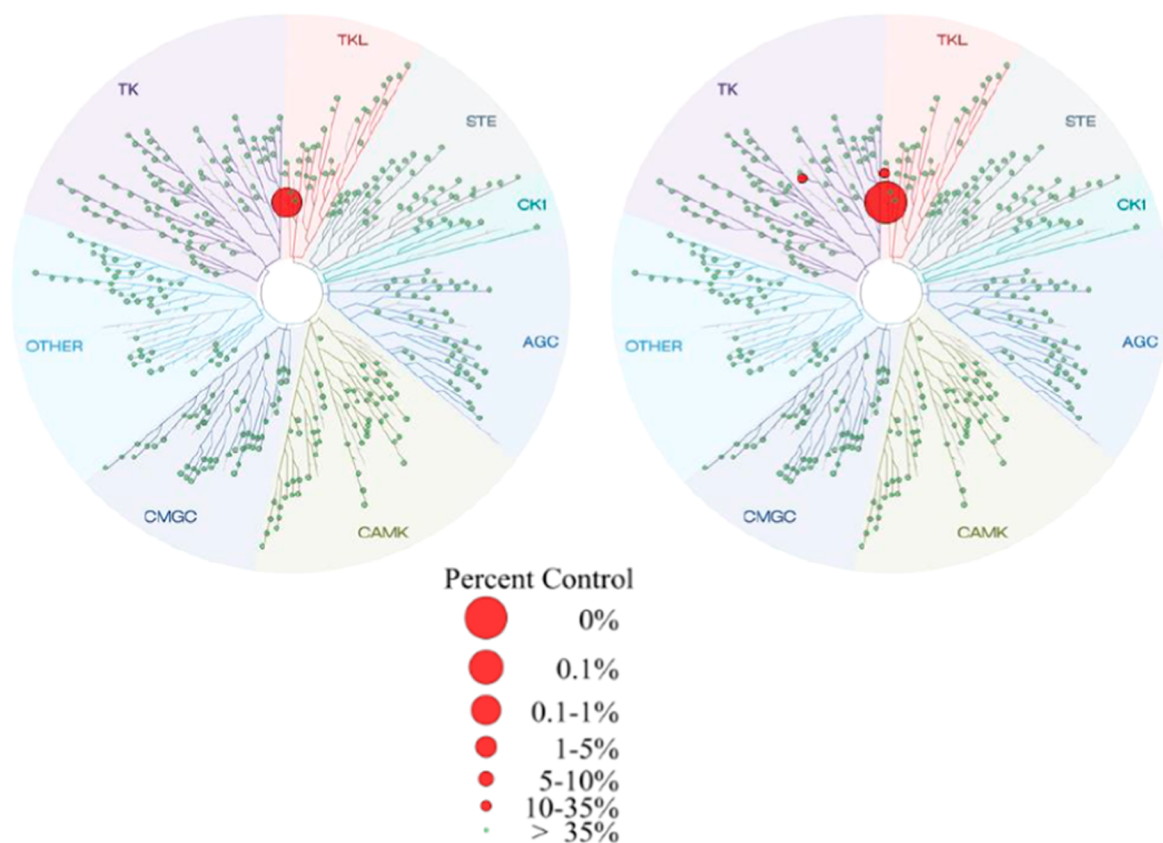 TKL
TK
STE
CK1
OTHER
AGC
CMGC
CAMK
TKL
TK
STE
CK1
OTHER
AGC
CMGC
CAMK
Percent Control
0%
0.1%
0.1-1%
1-5%
5-10%
10-35%
> 35%